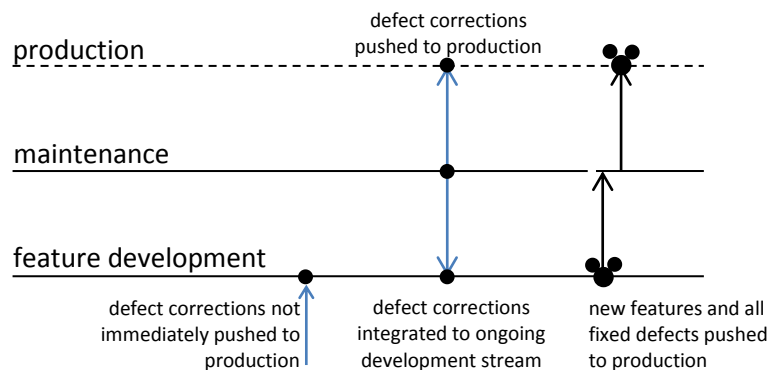 defect corrections
pushed to production
production
maintenance
feature development
defect corrections not
immediately pushed to
production
defect corrections
integrated to ongoing
development stream
new features and all
fixed defects pushed
to production